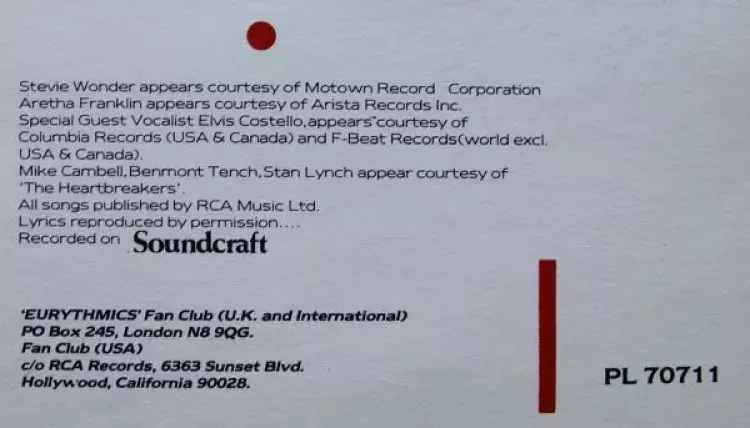 Stevie Wonder appears courtesy of Motown Record Corporation
Aretha Franklin appears courtesy of Arista Records Inc.
Special Guest Vocalist Elvis Costello, appears courtesy of
Columbia Records (USA & Canada) and F-Beat Records (world excl.
USA & Canada).
Mike Cambell, Benmont Tench, Stan Lynch appear courtesy of
'The Heartbreakers'.
All songs published by RCA Music Ltd.
Lyrics reproduced by permission....
Recorded on Soundcraft
'EURYTHMICS' Fan Club (U.K. and International)
PO Box 245, London N8 9QG.
Fan Club (USA)
c/o RCA Records, 6363 Sunset Blvd.
Hollywood, California 90028.
PL 70711